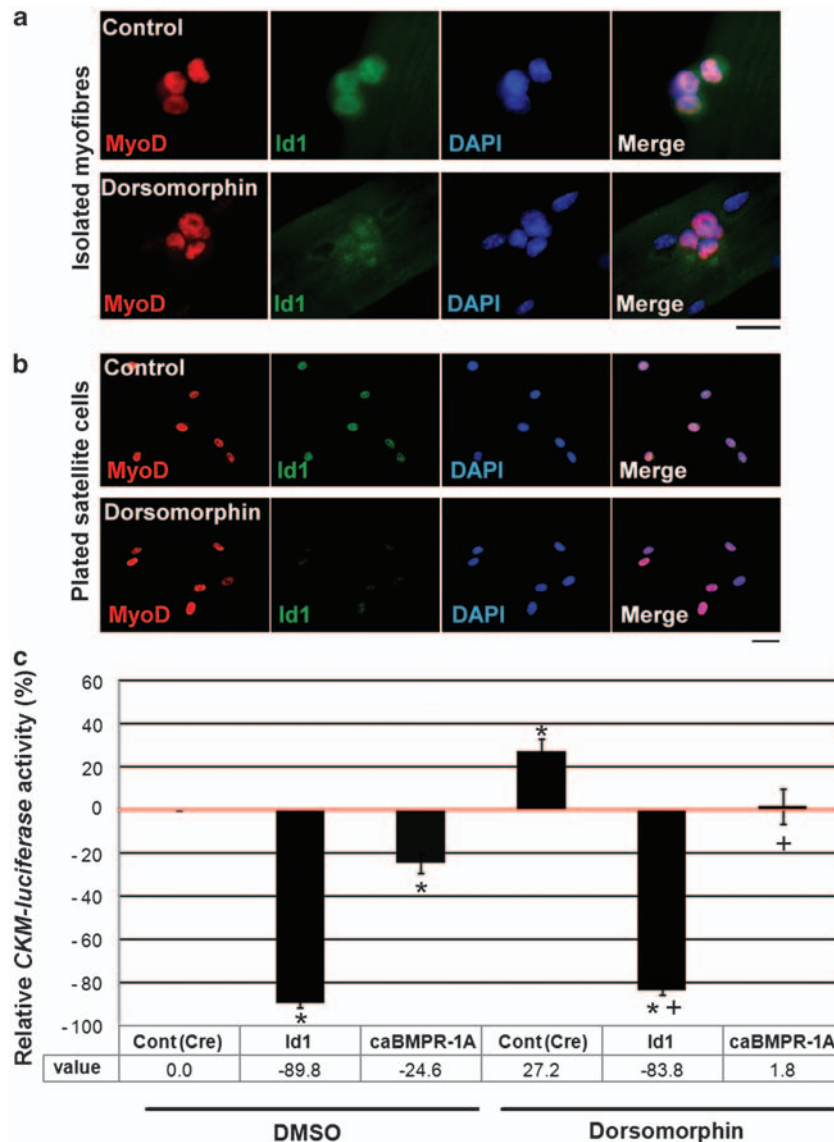 a
Isolated myofibres
Control
MyoD Id1 DAPI Merge
Dorsomorphin
MyoD Id1 DAPI Merge
b
Plated satellite cells
Control
MyoD Id1 DAPI Merge
Dorsomorphin
MyoD Id1 DAPI Merge
c
Relative CKM-luciferase activity (%)
60
40
20
0
-20
-40
-60
-80
-100
*
*
*
* +
+
Cont (Cre) Id1 caBMPR-1A Cont (Cre) Id1 caBMPR-1A
value 0.0 -89.8 -24.6 27.2 -83.8 1.8
DMSO Dorsomorphin